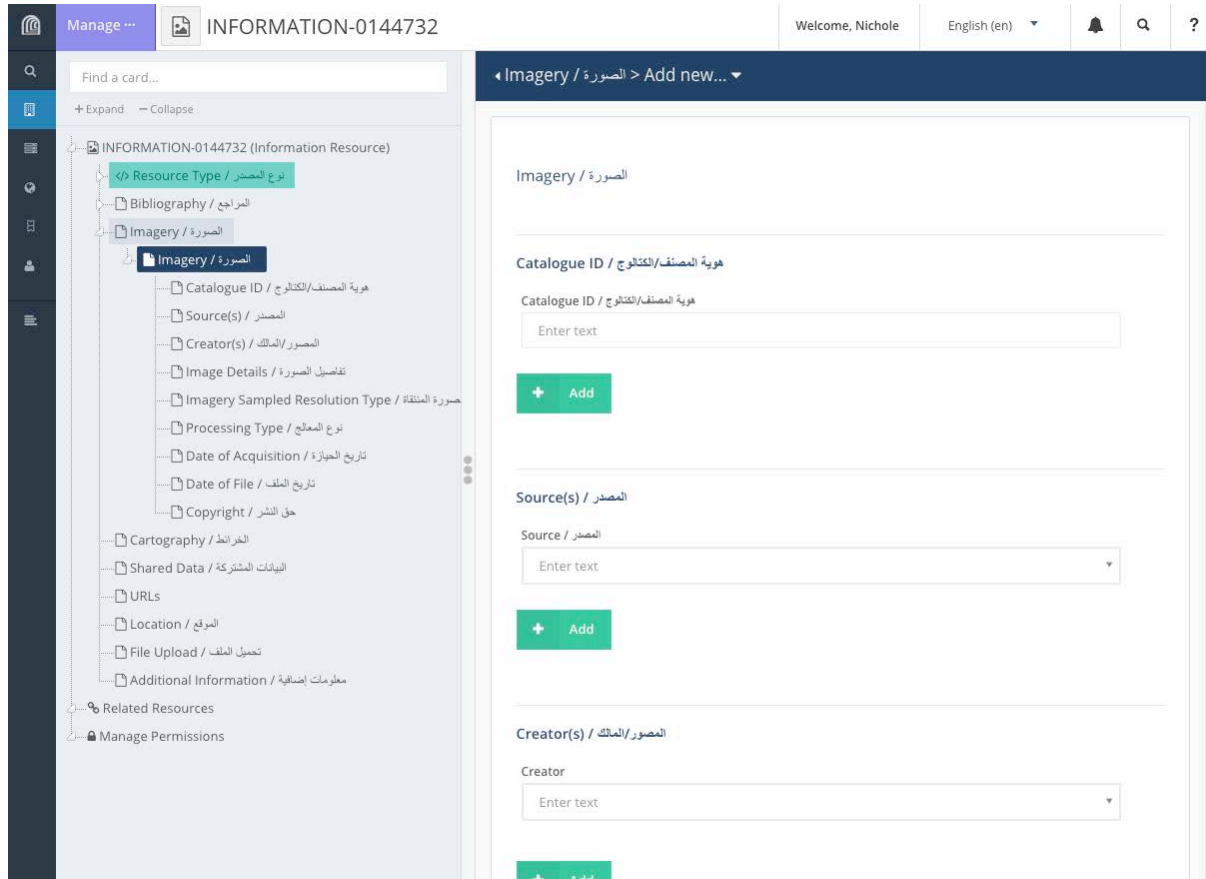 Manage ···
INFORMATION-0144732
Welcome, Nichole
English (en)
?
Find a card...
+ Expand − Collapse
INFORMATION-0144732 (Information Resource)
</> Resource Type / نوع المصدر
Bibliography / المراجع
Imagery / الصورة
Imagery / الصورة
Catalogue ID / هوية المصنف/الكتالوج
Source(s) / المصدر
Creator(s) / المصور/المالك
Image Details / تفاصيل الصورة
Imagery Sampled Resolution Type / صورة المنتقاة
Processing Type / نوع المعالج
Date of Acquisition / تاريخ الحيازة
Date of File / تاريخ الملف
Copyright / حق النشر
Cartography / الخرائط
Shared Data / البيانات المشتركة
URLs
Location / الموقع
File Upload / تحميل الملف
Additional Information / معلومات إضافية
Related Resources
Manage Permissions
Imagery / الصورة > Add new...
Imagery / الصورة
Catalogue ID / هوية المصنف/الكتالوج
Catalogue ID / هوية المصنف/الكتالوج
Enter text
+ Add
Source(s) / المصدر
Source / المصدر
Enter text
+ Add
Creator(s) / المصور/المالك
Creator
Enter text
+ Add